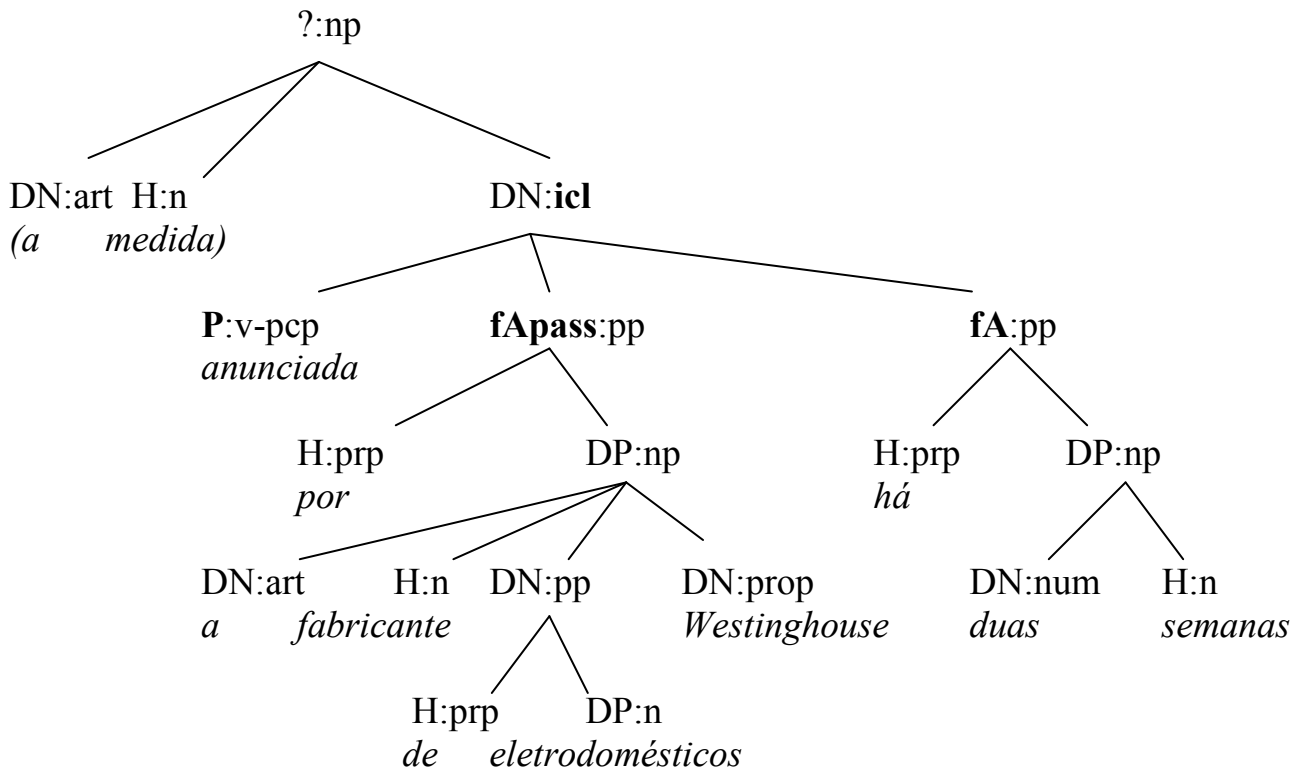 ?:np
DN:art H:n DN:icl
(a medida)
P:v-pcp fApass:pp fA:pp
anunciada
H:prp DP:np H:prp DP:np
por há
DN:art H:n DN:pp DN:prop DN:num H:n
a fabricante Westinghouse duas semanas
H:prp DP:n
de eletrodomésticos